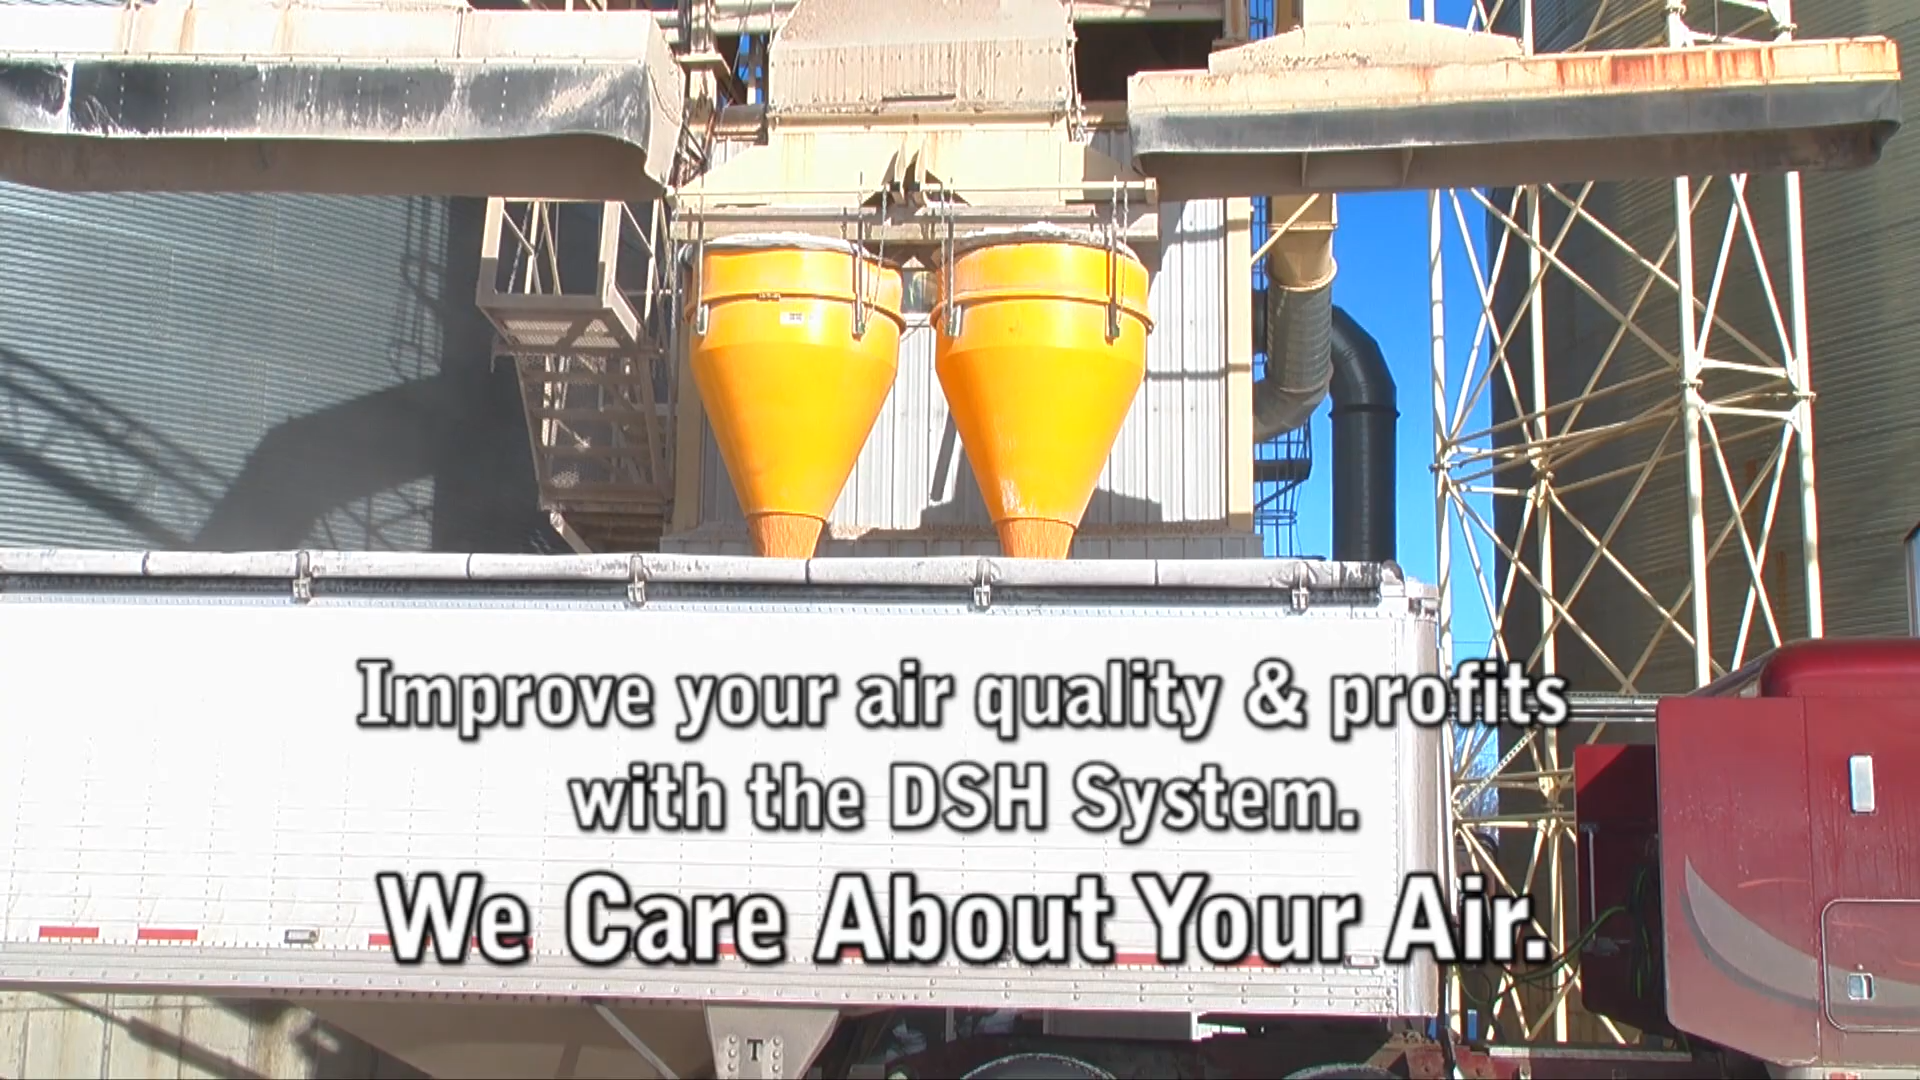 Improve your air quality & profits
with the DSH System.
We Care About Your Air.
T